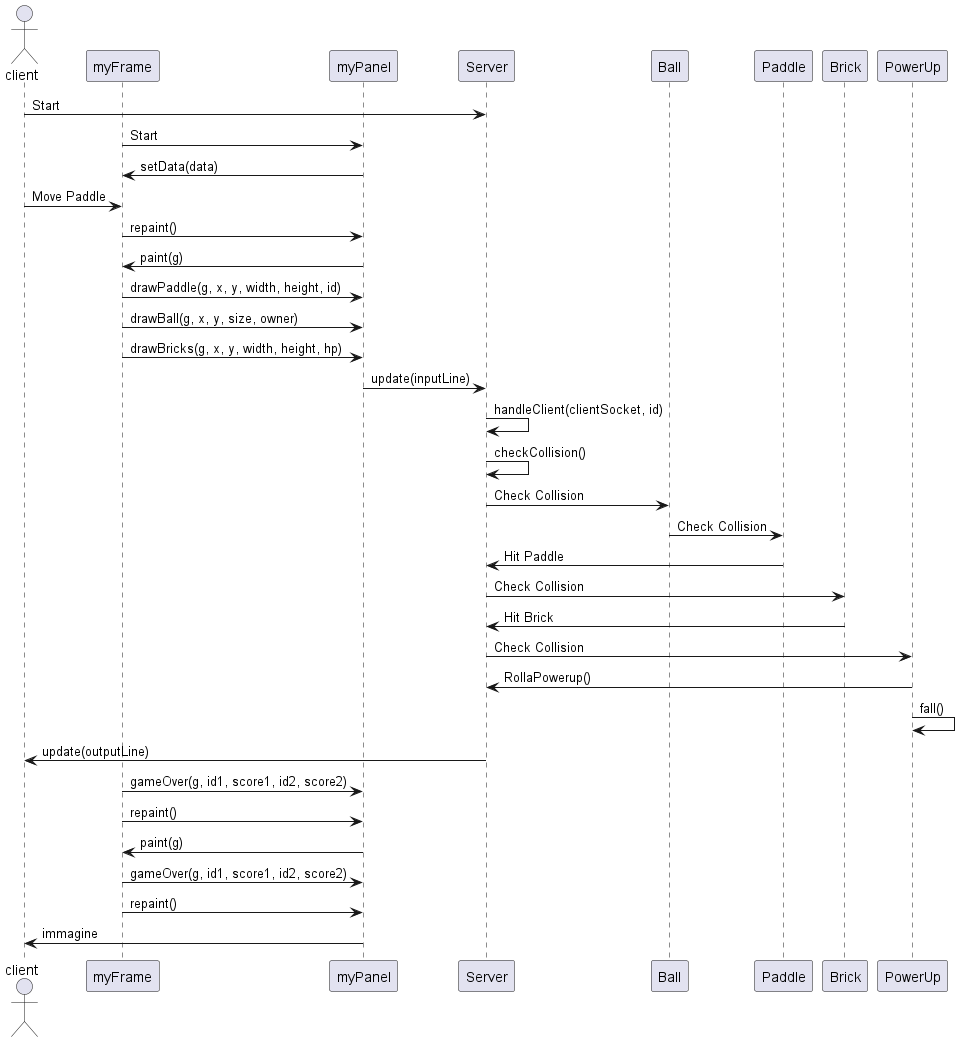 client
myFrame
myPanel
Server
Ball
Paddle
Brick
PowerUp
Start
Start
setData(data)
Move Paddle
repaint()
paint(g)
drawPaddle(g, x, y, width, height, id)
drawBall(g, x, y, size, owner)
drawBricks(g, x, y, width, height, hp)
update(inputLine)
handleClient(clientSocket, id)
checkCollision()
Check Collision
Check Collision
Hit Paddle
Check Collision
Hit Brick
Check Collision
RollaPowerup()
fall()
update(outputLine)
gameOver(g, id1, score1, id2, score2)
repaint()
paint(g)
gameOver(g, id1, score1, id2, score2)
repaint()
immagine
client
myFrame
myPanel
Server
Ball
Paddle
Brick
PowerUp